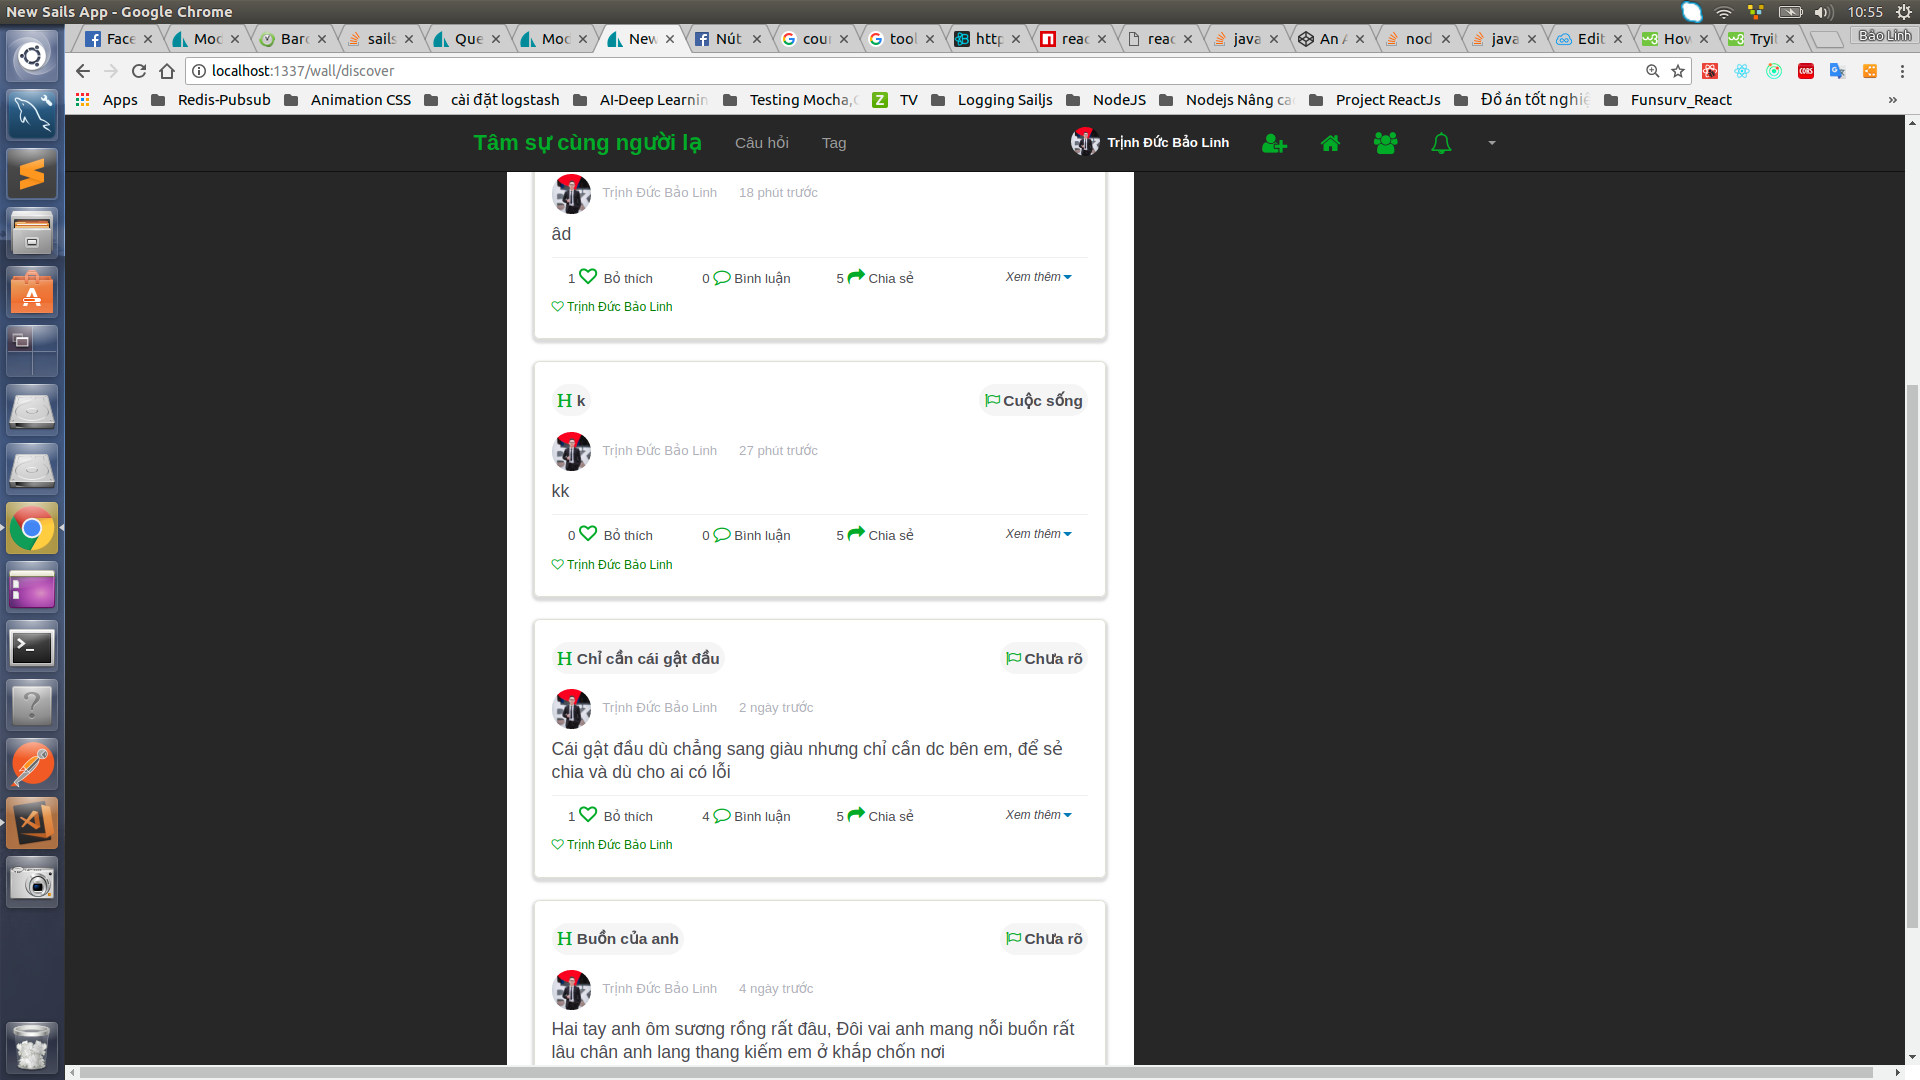 New Sails App - Google Chrome
10:55
Face
Moc
Barc
sails
Que
Moc
New
Nút
cour
tool
http
reac
reac
java
An A
nod
java
Edit
How
Tryi
Bảo Linh
localhost:1337/wall/discover
Apps
Redis-Pubsub
Animation CSS
cài đặt logstash
AI-Deep Learnin
Testing Mocha,C
TV
Logging Sailjs
NodeJS
Nodejs Nâng ca
Project ReactJs
Đồ án tốt nghiệ
Funsurv_React
»
Tâm sự cùng người lạ
Câu hỏi
Tag
Trịnh Đức Bảo Linh
Trịnh Đức Bảo Linh 18 phút trước
âd
1 Bỏ thích 0 Bình luận 5 Chia sẻ Xem thêm
Trịnh Đức Bảo Linh
H k Cuộc sống
Trịnh Đức Bảo Linh 27 phút trước
kk
0 Bỏ thích 0 Bình luận 5 Chia sẻ Xem thêm
Trịnh Đức Bảo Linh
H Chỉ cần cái gật đầu Chưa rõ
Trịnh Đức Bảo Linh 2 ngày trước
Cái gật đầu dù chẳng sang giàu nhưng chỉ cần dc bên em, để sẻ
chia và dù cho ai có lỗi
1 Bỏ thích 4 Bình luận 5 Chia sẻ Xem thêm
Trịnh Đức Bảo Linh
H Buồn của anh Chưa rõ
Trịnh Đức Bảo Linh 4 ngày trước
Hai tay anh ôm sương rồng rất đâu, Đôi vai anh mang nỗi buồn rất
lâu chân anh lang thang kiếm em ở khắp chốn nơi